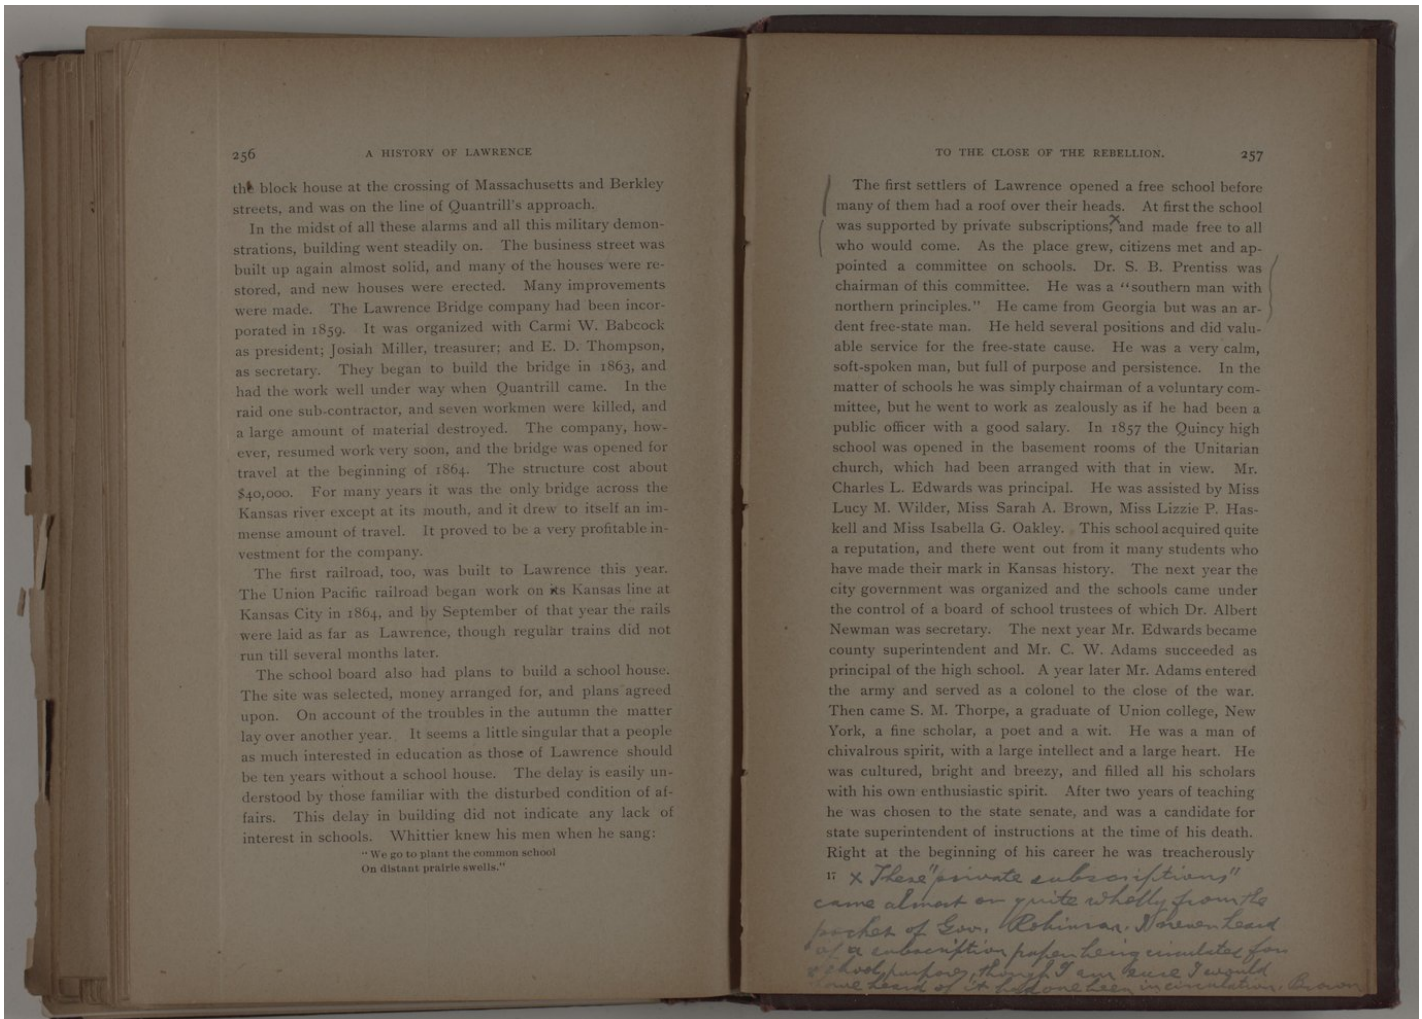 256 A HISTORY OF LAWRENCE
the block house at the crossing of Massachusetts and Berkley
streets, and was on the line of Quantrill's approach.
In the midst of all these alarms and all this military demon-
strations, building went steadily on. The business street was
built up again almost solid, and many of the houses were re-
stored, and new houses were erected. Many improvements
were made. The Lawrence Bridge company had been incor-
porated in 1859. It was organized with Carmi W. Babcock
as president; Josiah Miller, treasurer; and E. D. Thompson,
as secretary. They began to build the bridge in 1863, and
had the work well under way when Quantrill came. In the
raid one sub-contractor, and seven workmen were killed, and
a large amount of material destroyed. The company, how-
ever, resumed work very soon, and the bridge was opened for
travel at the beginning of 1864. The structure cost about
$40,000. For many years it was the only bridge across the
Kansas river except at its mouth, and it drew to itself an im-
mense amount of travel. It proved to be a very profitable in-
vestment for the company.
The first railroad, too, was built to Lawrence this year.
The Union Pacific railroad began work on its Kansas line at
Kansas City in 1864, and by September of that year the rails
were laid as far as Lawrence, though regular trains did not
run till several months later.
The school board also had plans to build a school house.
The site was selected, money arranged for, and plans agreed
upon. On account of the troubles in the autumn the matter
lay over another year. It seems a little singular that a people
as much interested in education as those of Lawrence should
be ten years without a school house. The delay is easily un-
derstood by those familiar with the disturbed condition of af-
fairs. This delay in building did not indicate any lack of
interest in schools. Whittier knew his men when he sang:
"We go to plant the common school
On distant prairie swells."
TO THE CLOSE OF THE REBELLION. 257
The first settlers of Lawrence opened a free school before
many of them had a roof over their heads. At first the school
was supported by private subscriptions,x and made free to all
who would come. As the place grew, citizens met and ap-
pointed a committee on schools. Dr. S. B. Prentiss was
chairman of this committee. He was a "southern man with
northern principles." He came from Georgia but was an ar-
dent free-state man. He held several positions and did valu-
able service for the free-state cause. He was a very calm,
soft-spoken man, but full of purpose and persistence. In the
matter of schools he was simply chairman of a voluntary com-
mittee, but he went to work as zealously as if he had been a
public officer with a good salary. In 1857 the Quincy high
school was opened in the basement rooms of the Unitarian
church, which had been arranged with that in view. Mr.
Charles L. Edwards was principal. He was assisted by Miss
Lucy M. Wilder, Miss Sarah A. Brown, Miss Lizzie P. Has-
kell and Miss Isabella G. Oakley. This school acquired quite
a reputation, and there went out from it many students who
have made their mark in Kansas history. The next year the
city government was organized and the schools came under
the control of a board of school trustees of which Dr. Albert
Newman was secretary. The next year Mr. Edwards became
county superintendent and Mr. C. W. Adams succeeded as
principal of the high school. A year later Mr. Adams entered
the army and served as a colonel to the close of the war.
Then came S. M. Thorpe, a graduate of Union college, New
York, a fine scholar, a poet and a wit. He was a man of
chivalrous spirit, with a large intellect and a large heart. He
was cultured, bright and breezy, and filled all his scholars
with his own enthusiastic spirit. After two years of teaching
he was chosen to the state senate, and was a candidate for
state superintendent of instructions at the time of his death.
Right at the beginning of his career he was treacherously
17 x These "private subscriptions"
came almost or quite wholly from the
pocket of Gov. Robinson. I never heard
of a subscription paper being circulated for
school purposes, though I am sure I would
have heard of it had one been in circulation. Brown